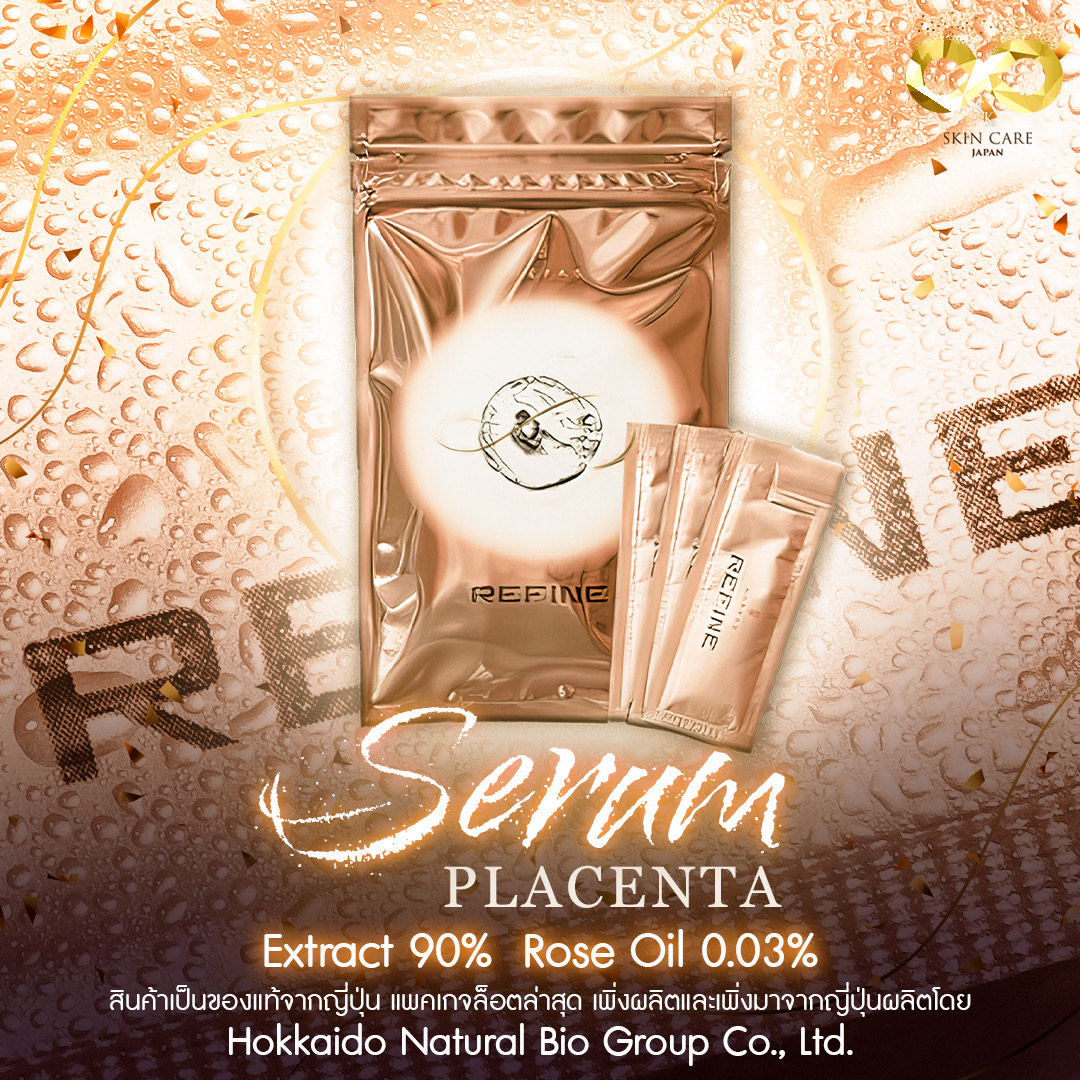 SKIN CARE
JAPAN
REFINE
REFINE
REFINE
Serum
PLACENTA
Extract 90% Rose Oil 0.03%
สินค้าเป็นของแท้จากญี่ปุ่น แพคเกจล็อตล่าสุด เพิ่งผลิตและเพิ่งมาจากญี่ปุ่นผลิตโดย
Hokkaido Natural Bio Group Co., Ltd.